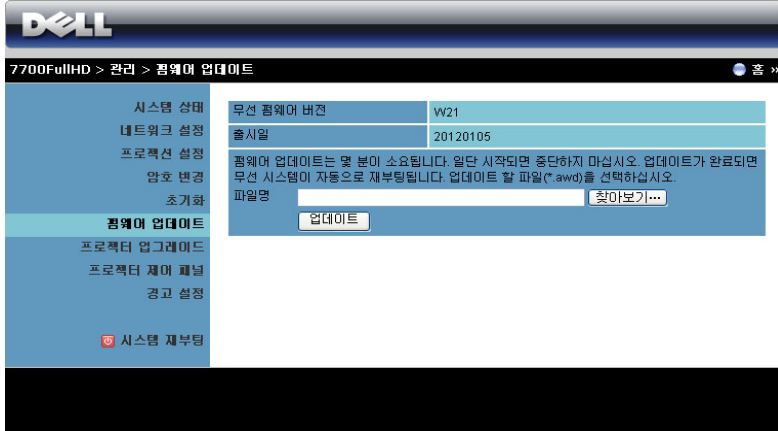 DELL
7700FullHD > 관리 > 펌웨어 업데이트
홈 »
시스템 상태
네트워크 설정
프로젝션 설정
암호 변경
초기화
펌웨어 업데이트
프로젝터 업그레이드
프로젝터 제어 패널
경고 설정
시스템 재부팅
무선 펌웨어 버전 W21
출시일 20120105
펌웨어 업데이트는 몇 분이 소요됩니다. 일단 시작되면 중단하지 마십시오. 업데이트가 완료되면
무선 시스템이 자동으로 재부팅됩니다. 업데이트 할 파일(*.awd)을 선택하십시오.
파일명 찾아보기...
업데이트